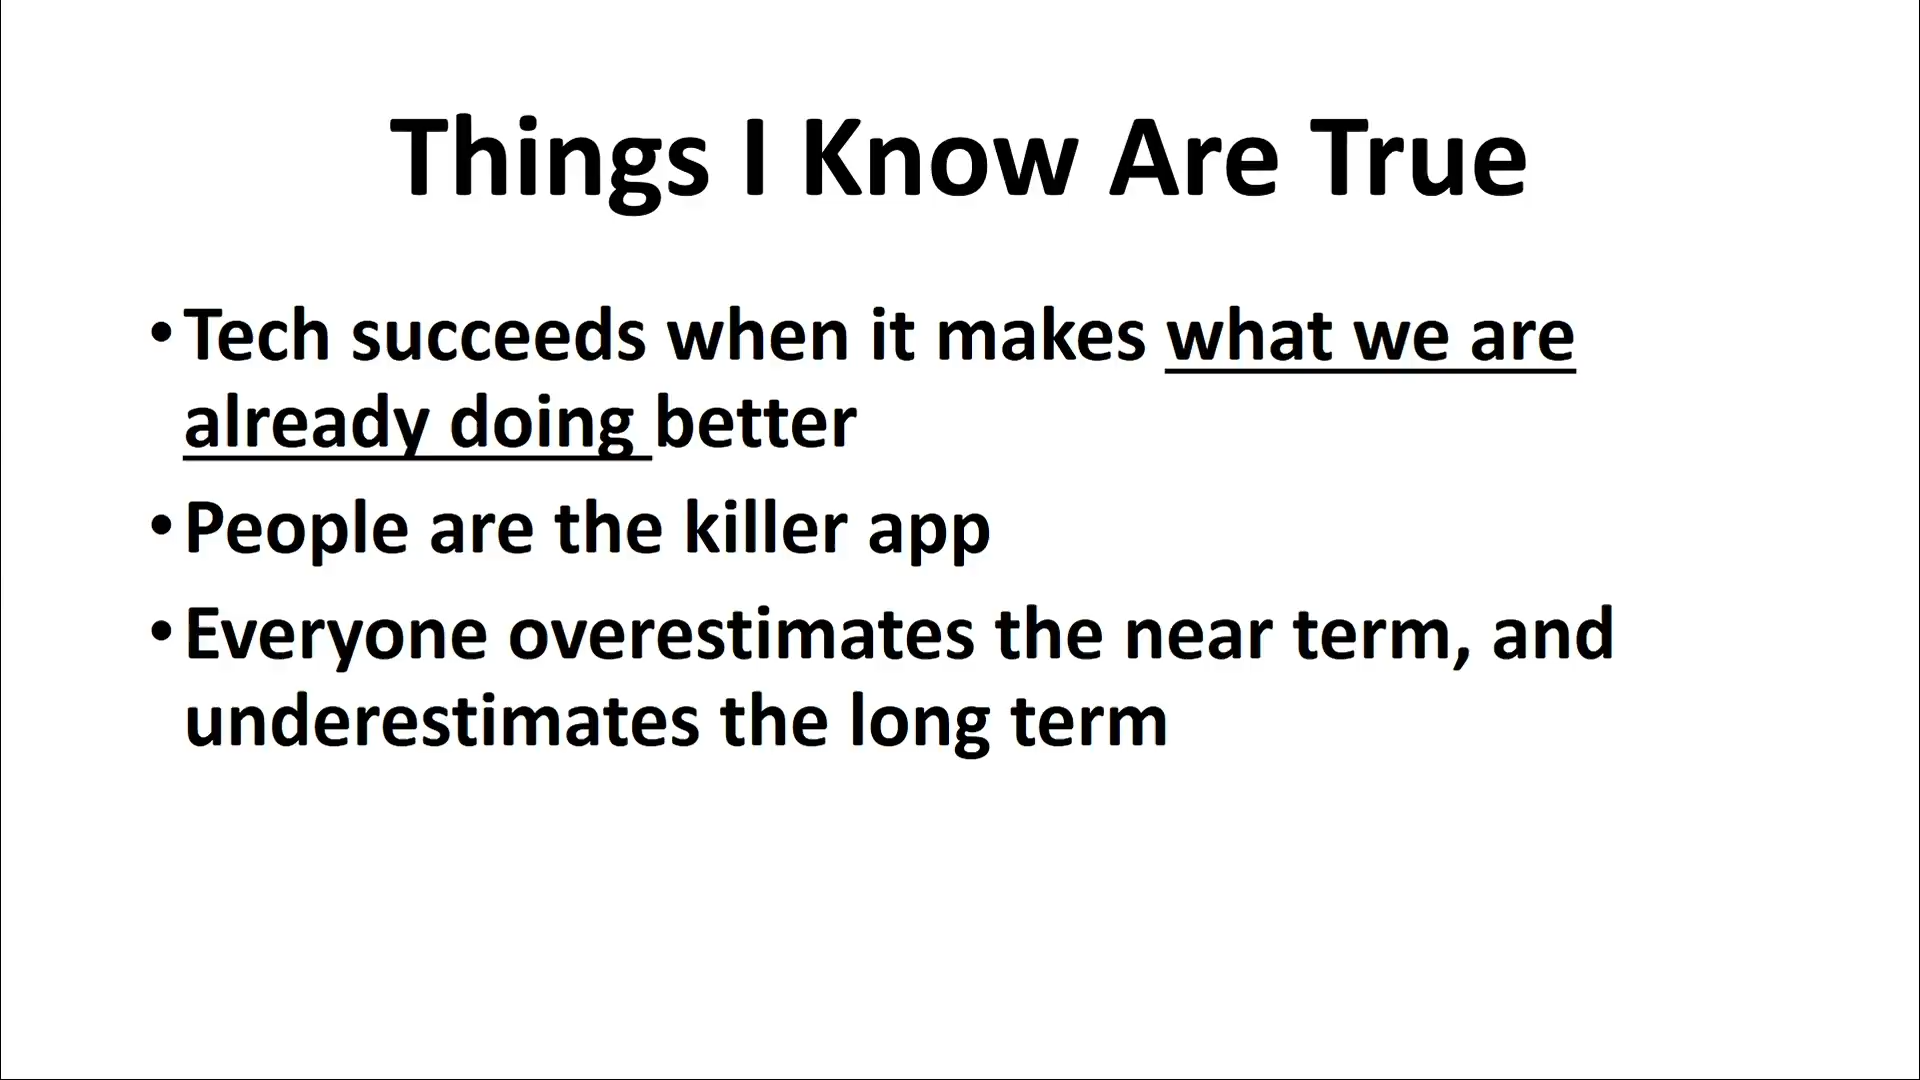 Things I Know Are True
• Tech succeeds when it makes what we are
already doing better
• People are the killer app
• Everyone overestimates the near term, and
underestimates the long term